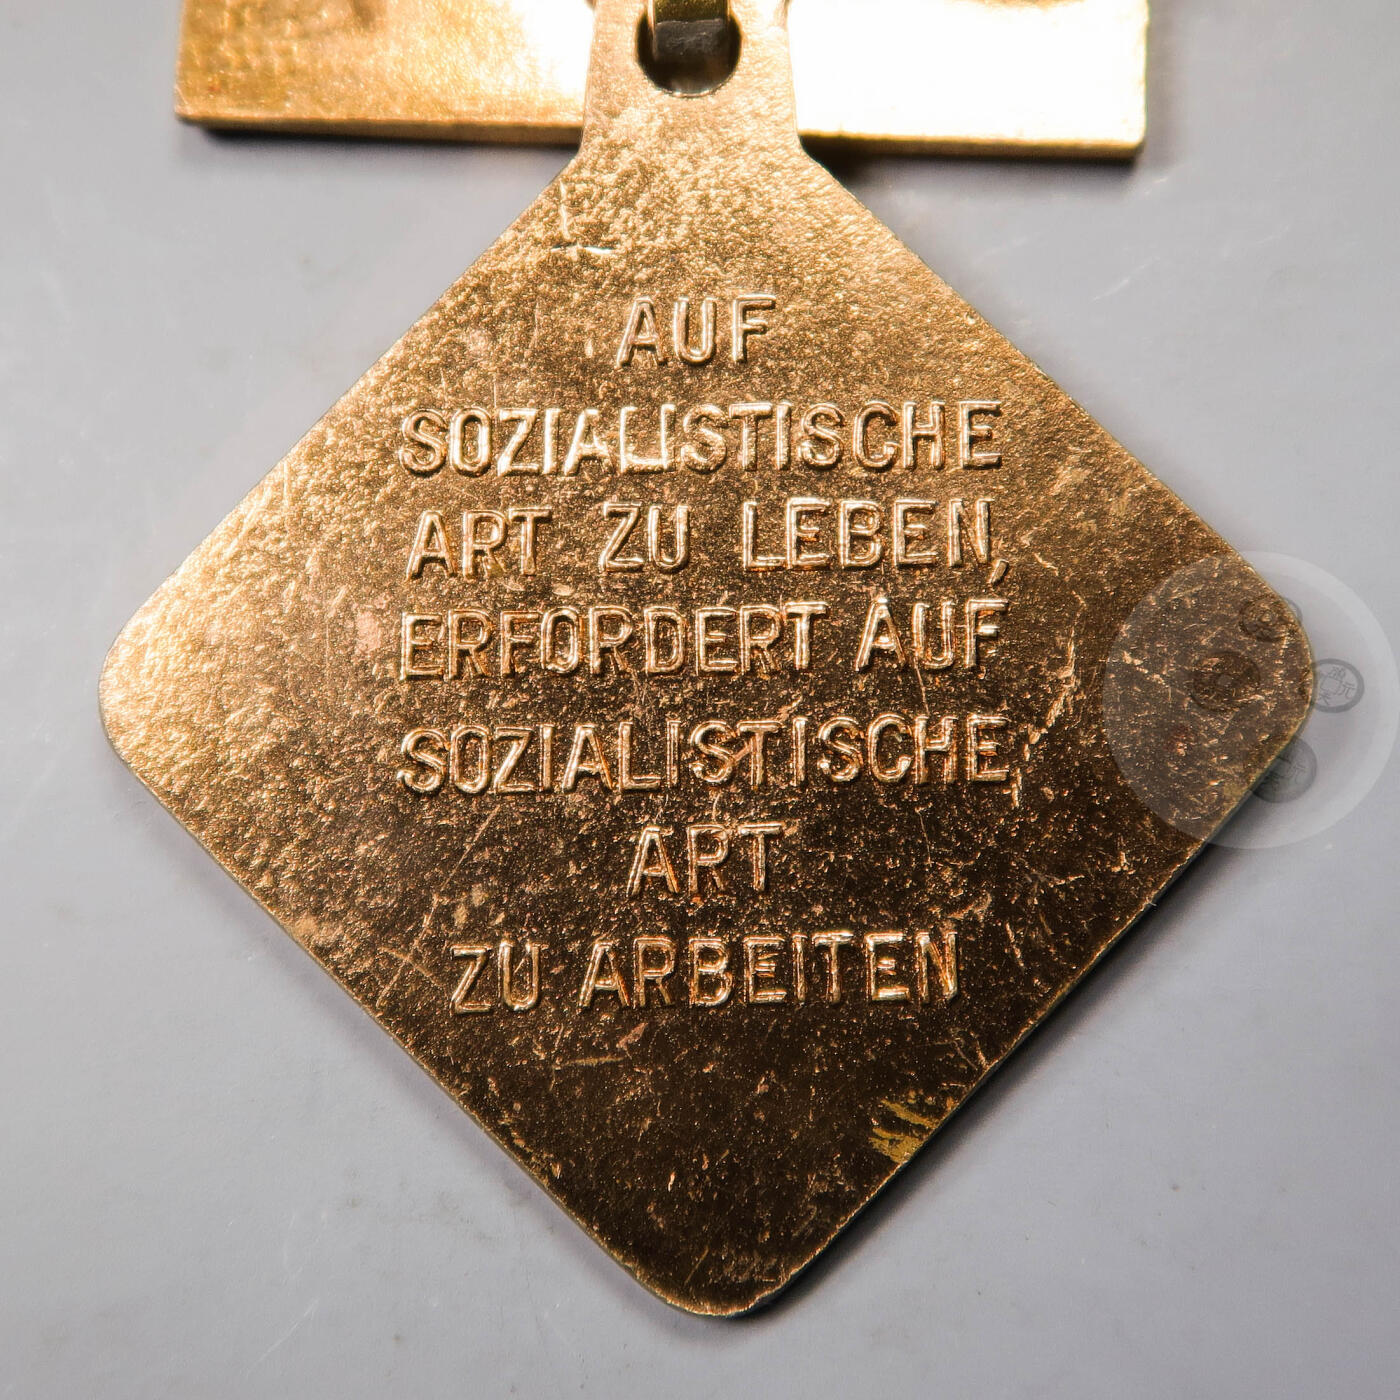 AUF
SOZIALISTISCHE
ART ZU LEBEN,
ERFORDERT AUF
SOZIALISTISCHE
ART
ZU ARBEITEN